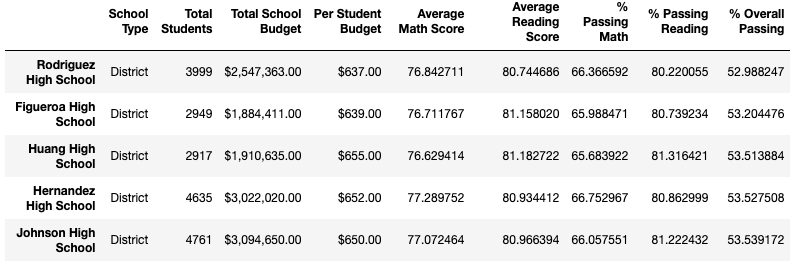 School Type Total Students Total School Budget Per Student Budget Average Math Score Average Reading Score % Passing Math % Passing Reading % Overall Passing
Rodriguez High School District 3999 $2,547,363.00 $637.00 76.842711 80.744686 66.366592 80.220055 52.988247
Figueroa High School District 2949 $1,884,411.00 $639.00 76.711767 81.158020 65.988471 80.739234 53.204476
Huang High School District 2917 $1,910,635.00 $655.00 76.629414 81.182722 65.683922 81.316421 53.513884
Hernandez High School District 4635 $3,022,020.00 $652.00 77.289752 80.934412 66.752967 80.862999 53.527508
Johnson High School District 4761 $3,094,650.00 $650.00 77.072464 80.966394 66.057551 81.222432 53.539172